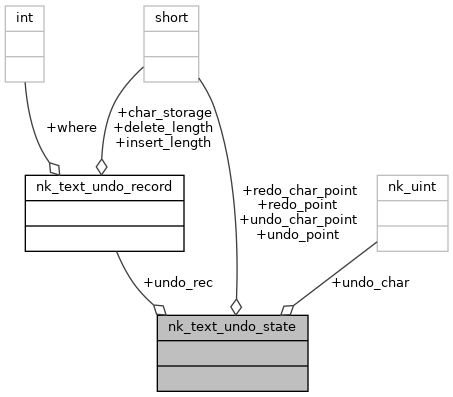 int
short
+where
+char_storage
+delete_length
+insert_length
nk_text_undo_record
+redo_char_point
+redo_point
+undo_char_point
+undo_point
nk_uint
+undo_rec
+undo_char
nk_text_undo_state